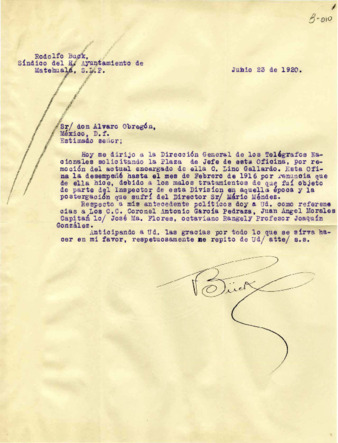 3-010
Rodolfo Buck,
Síndico del H. Ayuntamiento de
Matehuala, S.L.P.
Junio 23 de 1920.
Sr/ don Alvaro Obregón,
México, D. f.
Estimado señor;
Hoy me dirijo a la Dirección General de los Telégrafos Na-
cionales solicitando la Plaza de Jefe de esta Oficina, por re-
moción del actual encargado de ella C. Lino Gallardo. Esta Ofi-
na la desempeñé hasta el mes de Febrero de 1916 por renuncia que
de ella hice, debido a los malos tratamientos de que fuí objeto
de parte del inspector de esta Division en aquella época y la
postergación que sufrí del Director Sr/ Mário Méndez.
Respecto a mis antecedente políticos doy a Ud. como referen-
cias a Los C.C. Coronel Antonio García Pedraza, Juan Angel Morales
Capitán 1o/ José Ma. Flores, octaviano Rangel y Profesor Joaquín
González.
Anticipando a Ud. las gracias por todo lo que se sirva ha-
cer en mi favor, respetuosamente me repito de Ud/ atte/ s.s.
RBuck